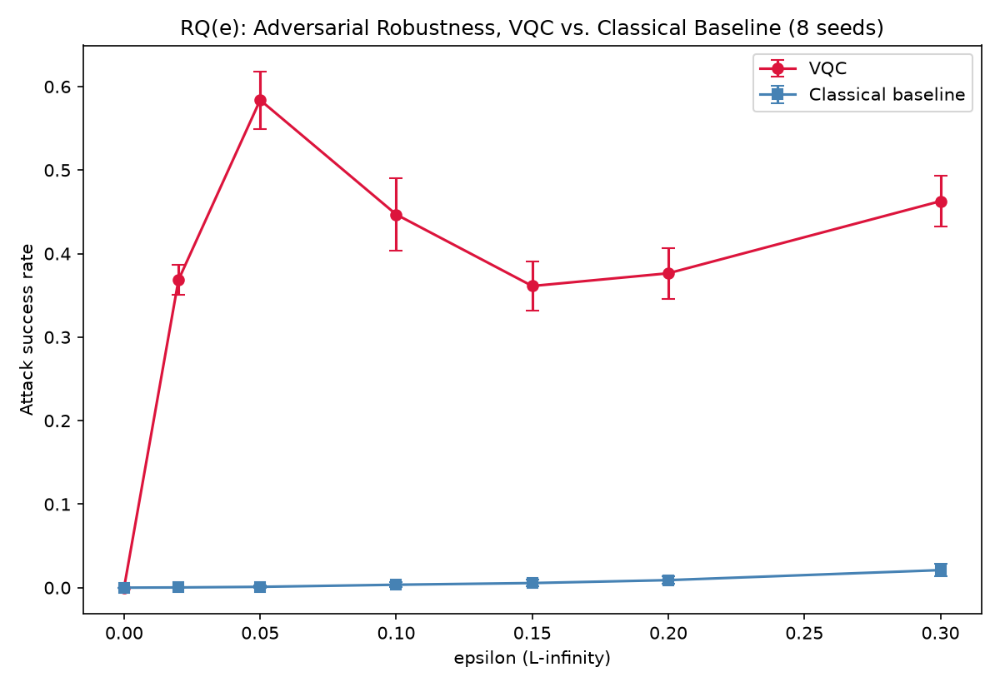 RQ(e): Adversarial Robustness, VQC vs. Classical Baseline (8 seeds)
VQC
Classical baseline
Attack success rate
0.6
0.5
0.4
0.3
0.2
0.1
0.0
0.00 0.05 0.10 0.15 0.20 0.25 0.30
epsilon (L-infinity)